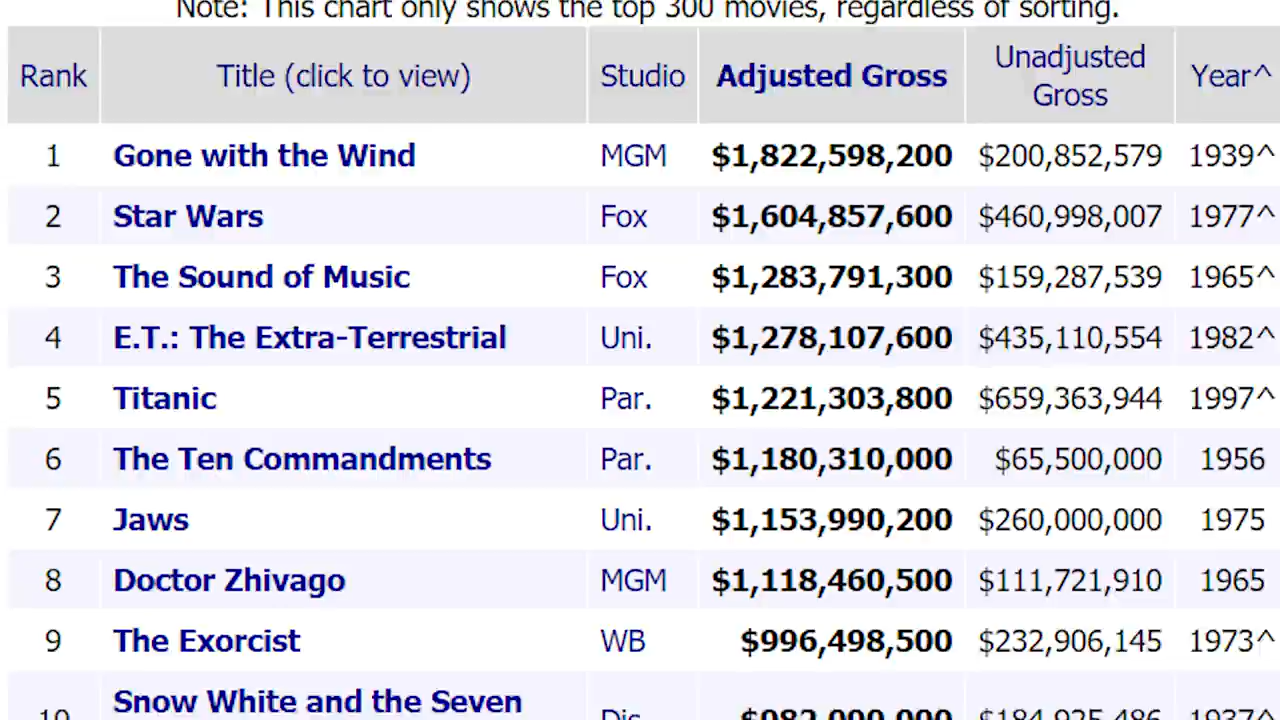 Note: This chart only shows the top 300 movies, regardless of sorting.
Rank Title (click to view) Studio Adjusted Gross Unadjusted Gross Year^
1 Gone with the Wind MGM $1,822,598,200 $200,852,579 1939^
2 Star Wars Fox $1,604,857,600 $460,998,007 1977^
3 The Sound of Music Fox $1,283,791,300 $159,287,539 1965^
4 E.T.: The Extra-Terrestrial Uni. $1,278,107,600 $435,110,554 1982^
5 Titanic Par. $1,221,303,800 $659,363,944 1997^
6 The Ten Commandments Par. $1,180,310,000 $65,500,000 1956
7 Jaws Uni. $1,153,990,200 $260,000,000 1975
8 Doctor Zhivago MGM $1,118,460,500 $111,721,910 1965
9 The Exorcist WB $996,498,500 $232,906,145 1973^
Snow White and the Seven
10 Dis. $184,925,486 1937^